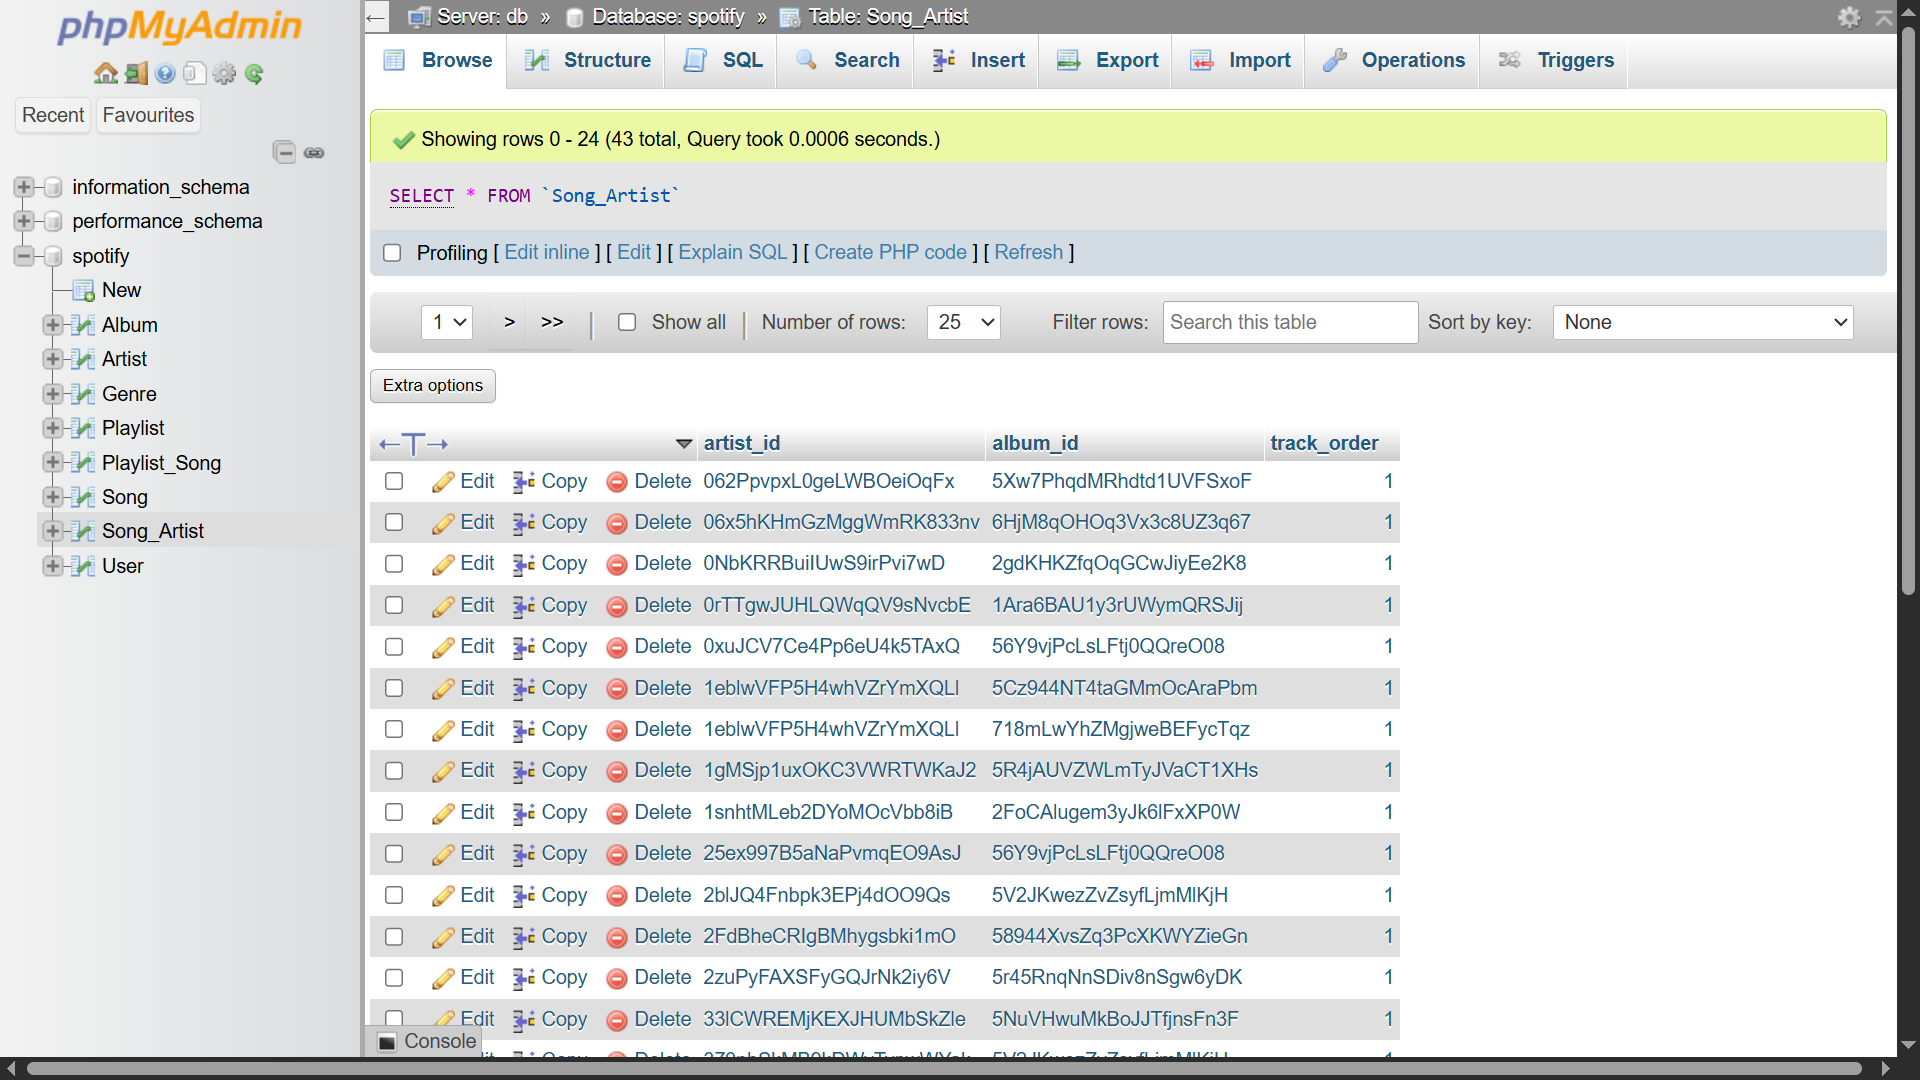 phpMyAdmin
Recent
Favourites
information_schema
performance_schema
spotify
New
Album
Artist
Genre
Playlist
Playlist_Song
Song
Song_Artist
User
Server: db » Database: spotify » Table: Song_Artist
Browse Structure SQL Search Insert Export Import Operations Triggers
Showing rows 0 - 24 (43 total, Query took 0.0006 seconds.)
SELECT * FROM `Song_Artist`
Profiling [ Edit inline ] [ Edit ] [ Explain SQL ] [ Create PHP code ] [ Refresh ]
1 > >> Show all Number of rows: 25 Filter rows: Search this table Sort by key: None
Extra options
artist_id album_id track_order
Edit Copy Delete 062PpvpxL0geLWBOeiOqFx 5Xw7PhqdMRhdtd1UVFSxoF 1
Edit Copy Delete 06x5hKHmGzMggWmRK833nv 6HjM8qOHOq3Vx3c8UZ3q67 1
Edit Copy Delete 0NbKRRBuiIUwS9irPvi7wD 2gdKHKZfqOqGCwJiyEe2K8 1
Edit Copy Delete 0rTTgwJUHLQWqQV9sNvcbE 1Ara6BAU1y3rUWymQRSJij 1
Edit Copy Delete 0xuJCV7Ce4Pp6eU4k5TAxQ 56Y9vjPcLsLFtj0QQreO08 1
Edit Copy Delete 1eblwVFP5H4whVZrYmXQLI 5Cz944NT4taGMmOcAraPbm 1
Edit Copy Delete 1eblwVFP5H4whVZrYmXQLI 718mLwYhZMgjweBEFycTqz 1
Edit Copy Delete 1gMSjp1uxOKC3VWRTWKaJ2 5R4jAUVZWLmTyJVaCT1XHs 1
Edit Copy Delete 1snhtMLeb2DYoMOcVbb8iB 2FoCAlugem3yJk6lFxXP0W 1
Edit Copy Delete 25ex997B5aNaPvmqEO9AsJ 56Y9vjPcLsLFtj0QQreO08 1
Edit Copy Delete 2blJQ4Fnbpk3EPj4dOO9Qs 5V2JKwezZvZsyfLjmMlKjH 1
Edit Copy Delete 2FdBheCRIgBMhygsbki1mO 58944XvsZq3PcXKWYZieGn 1
Edit Copy Delete 2zuPyFAXSFyGQJrNk2iy6V 5r45RnqNnSDiv8nSgw6yDK 1
Edit Copy Delete 33lCWREMjKEXJHUMbSkZle 5NuVHwuMkBoJJTfjnsFn3F 1
Console